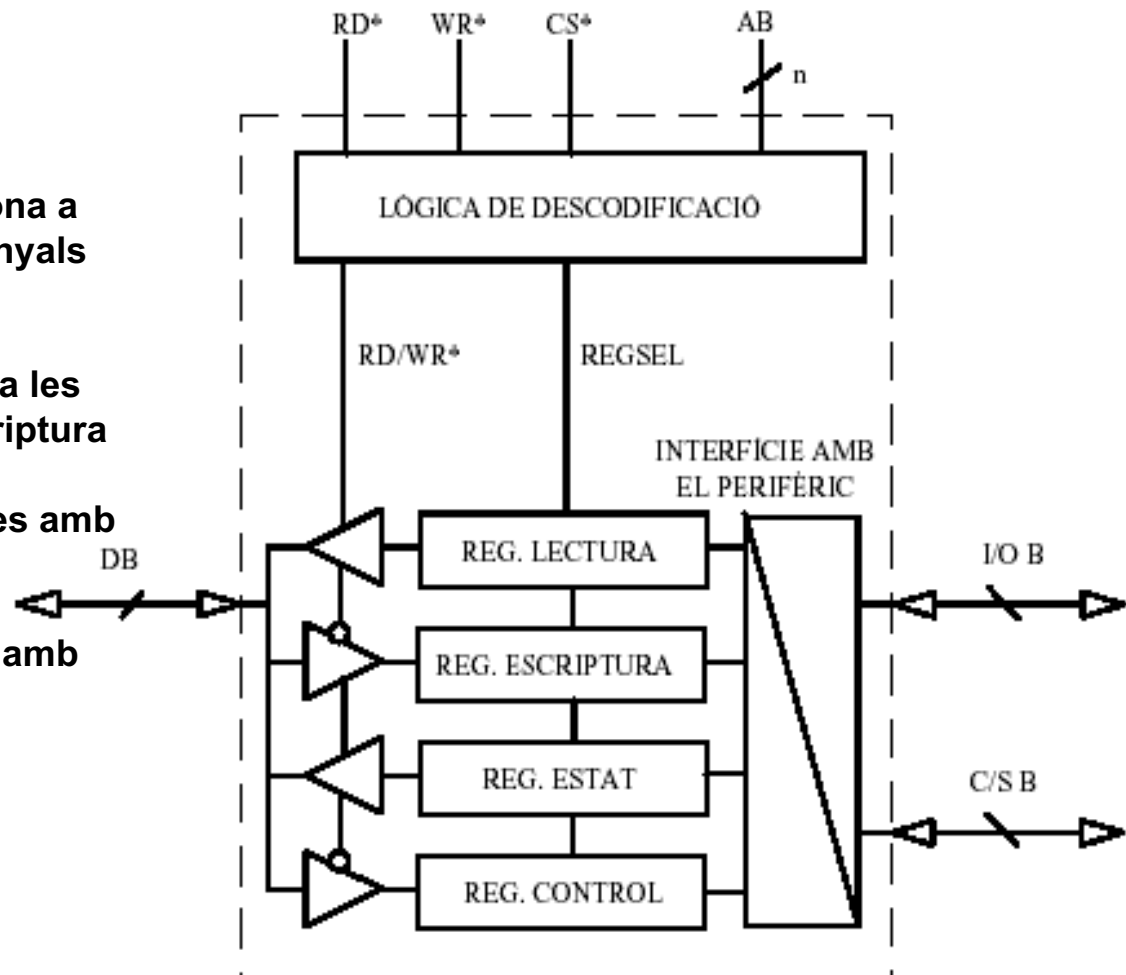 RD* WR* CS* AB
n
LÒGICA DE DESCODIFICACIÓ
ona a
nyals
RD/WR* REGSEL
a les
riptura
INTERFÍCIE AMB
EL PERIFÈRIC
es amb
DB
REG. LECTURA
I/O B
amb
REG. ESCRIPTURA
REG. ESTAT
C/S B
REG. CONTROL